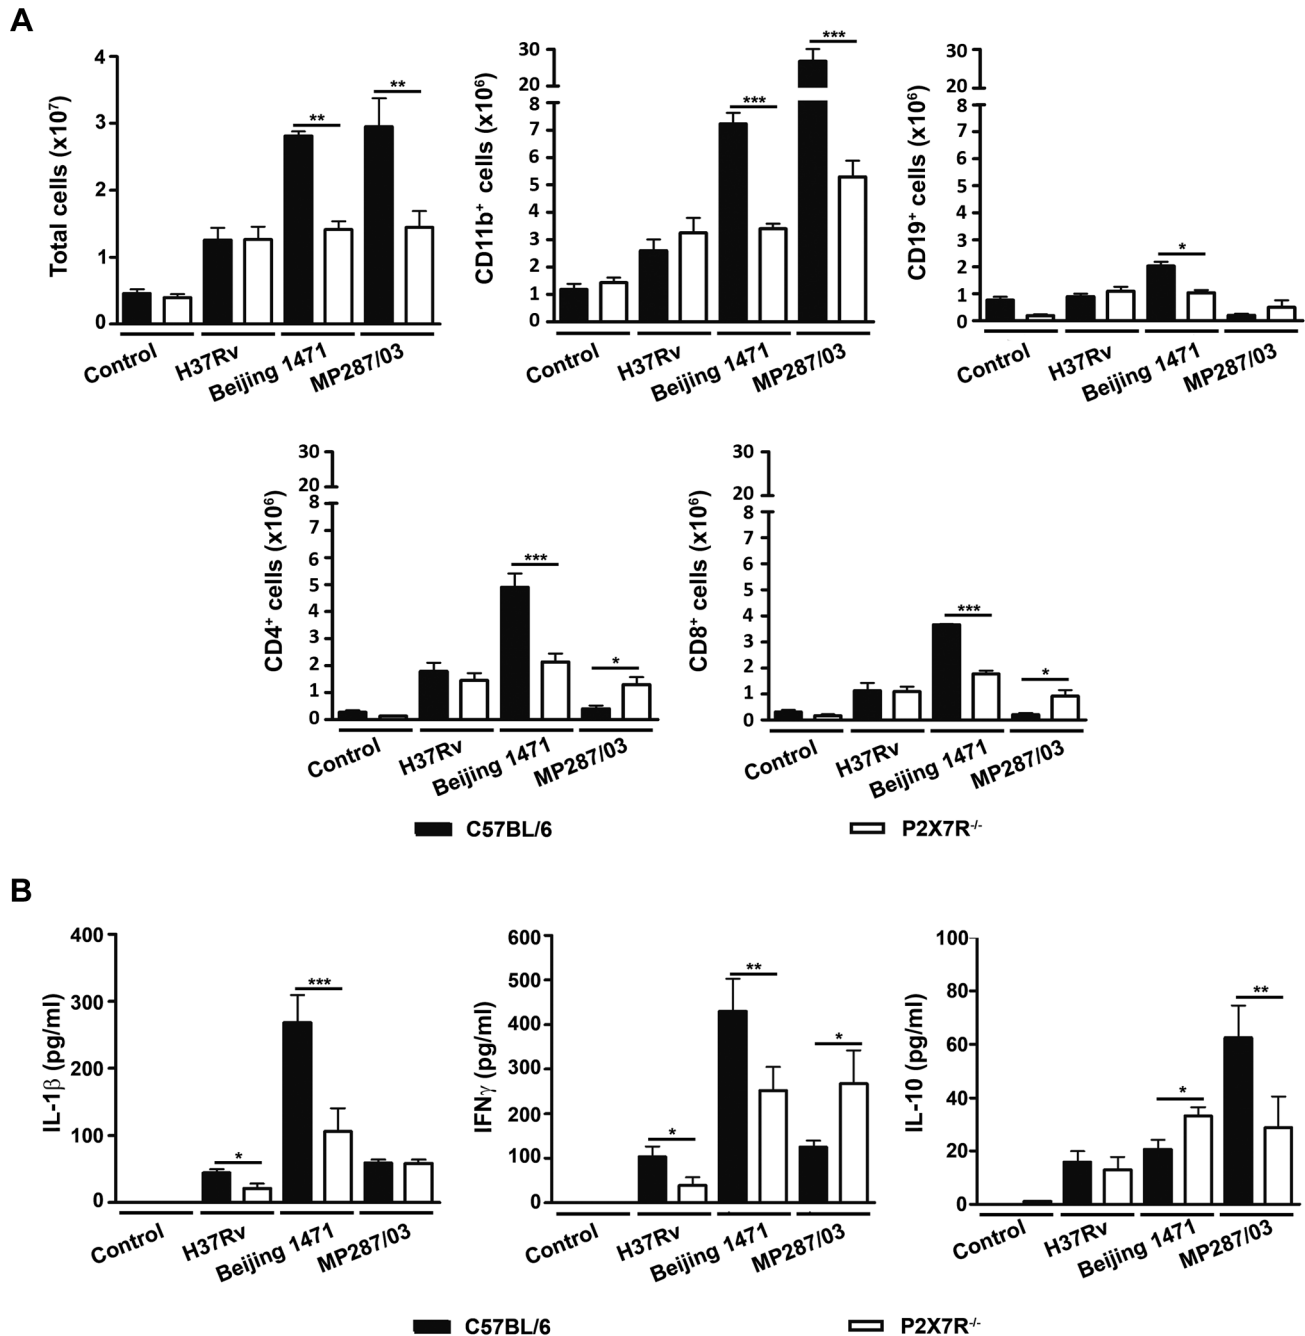 A
Total cells (x10⁷)
4
3
2
1
0
**
**
Control
H37Rv
Beijing 1471
MP287/03
CD11b⁺ cells (x10⁶)
30
20
8
7
6
5
4
3
2
1
0
***
***
Control
H37Rv
Beijing 1471
MP287/03
CD19⁺ cells (x10⁶)
30
20
8
7
6
5
4
3
2
1
0
*
Control
H37Rv
Beijing 1471
MP287/03
CD4⁺ cells (x10⁶)
30
20
8
7
6
5
4
3
2
1
0
***
*
Control
H37Rv
Beijing 1471
MP287/03
CD8⁺ cells (x10⁶)
30
20
8
7
6
5
4
3
2
1
0
***
*
Control
H37Rv
Beijing 1471
MP287/03
C57BL/6
P2X7R⁻/⁻
B
IL-1β (pg/ml)
400
300
200
100
0
*
***
Control
H37Rv
Beijing 1471
MP287/03
IFNγ (pg/ml)
600
500
400
300
200
100
0
*
**
*
Control
H37Rv
Beijing 1471
MP287/03
IL-10 (pg/ml)
100
80
60
40
20
0
*
**
Control
H37Rv
Beijing 1471
MP287/03
C57BL/6
P2X7R⁻/⁻